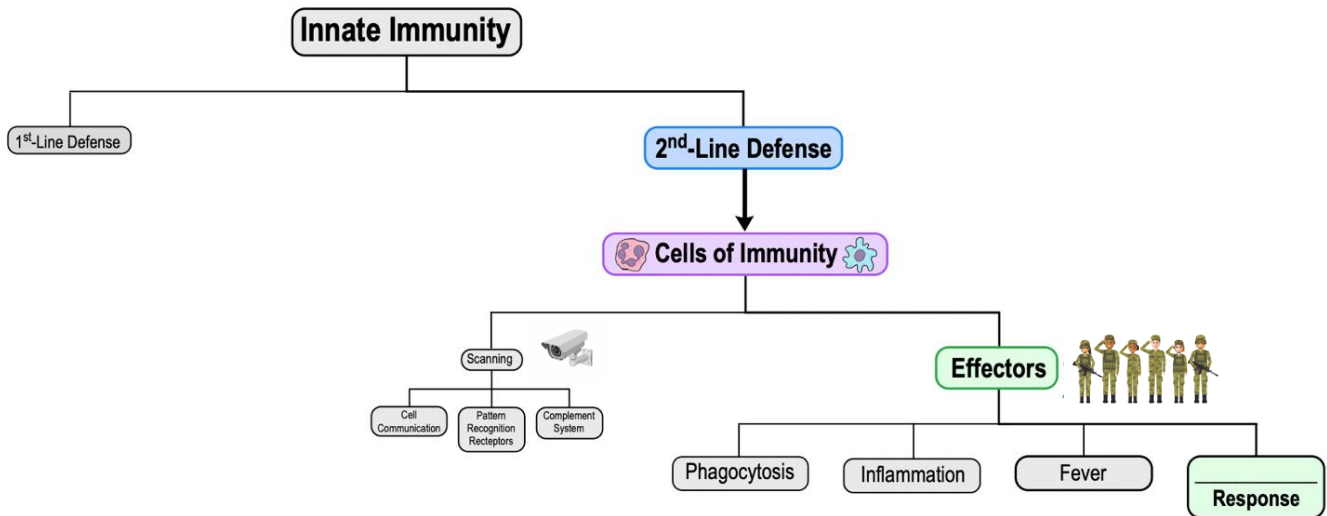 Innate Immunity
1st-Line Defense
2nd-Line Defense
Cells of Immunity
Scanning
Effectors
Cell
Communication
Pattern
Recognition
Recteptors
Complement
System
Phagocytosis
Inflammation
Fever
Response